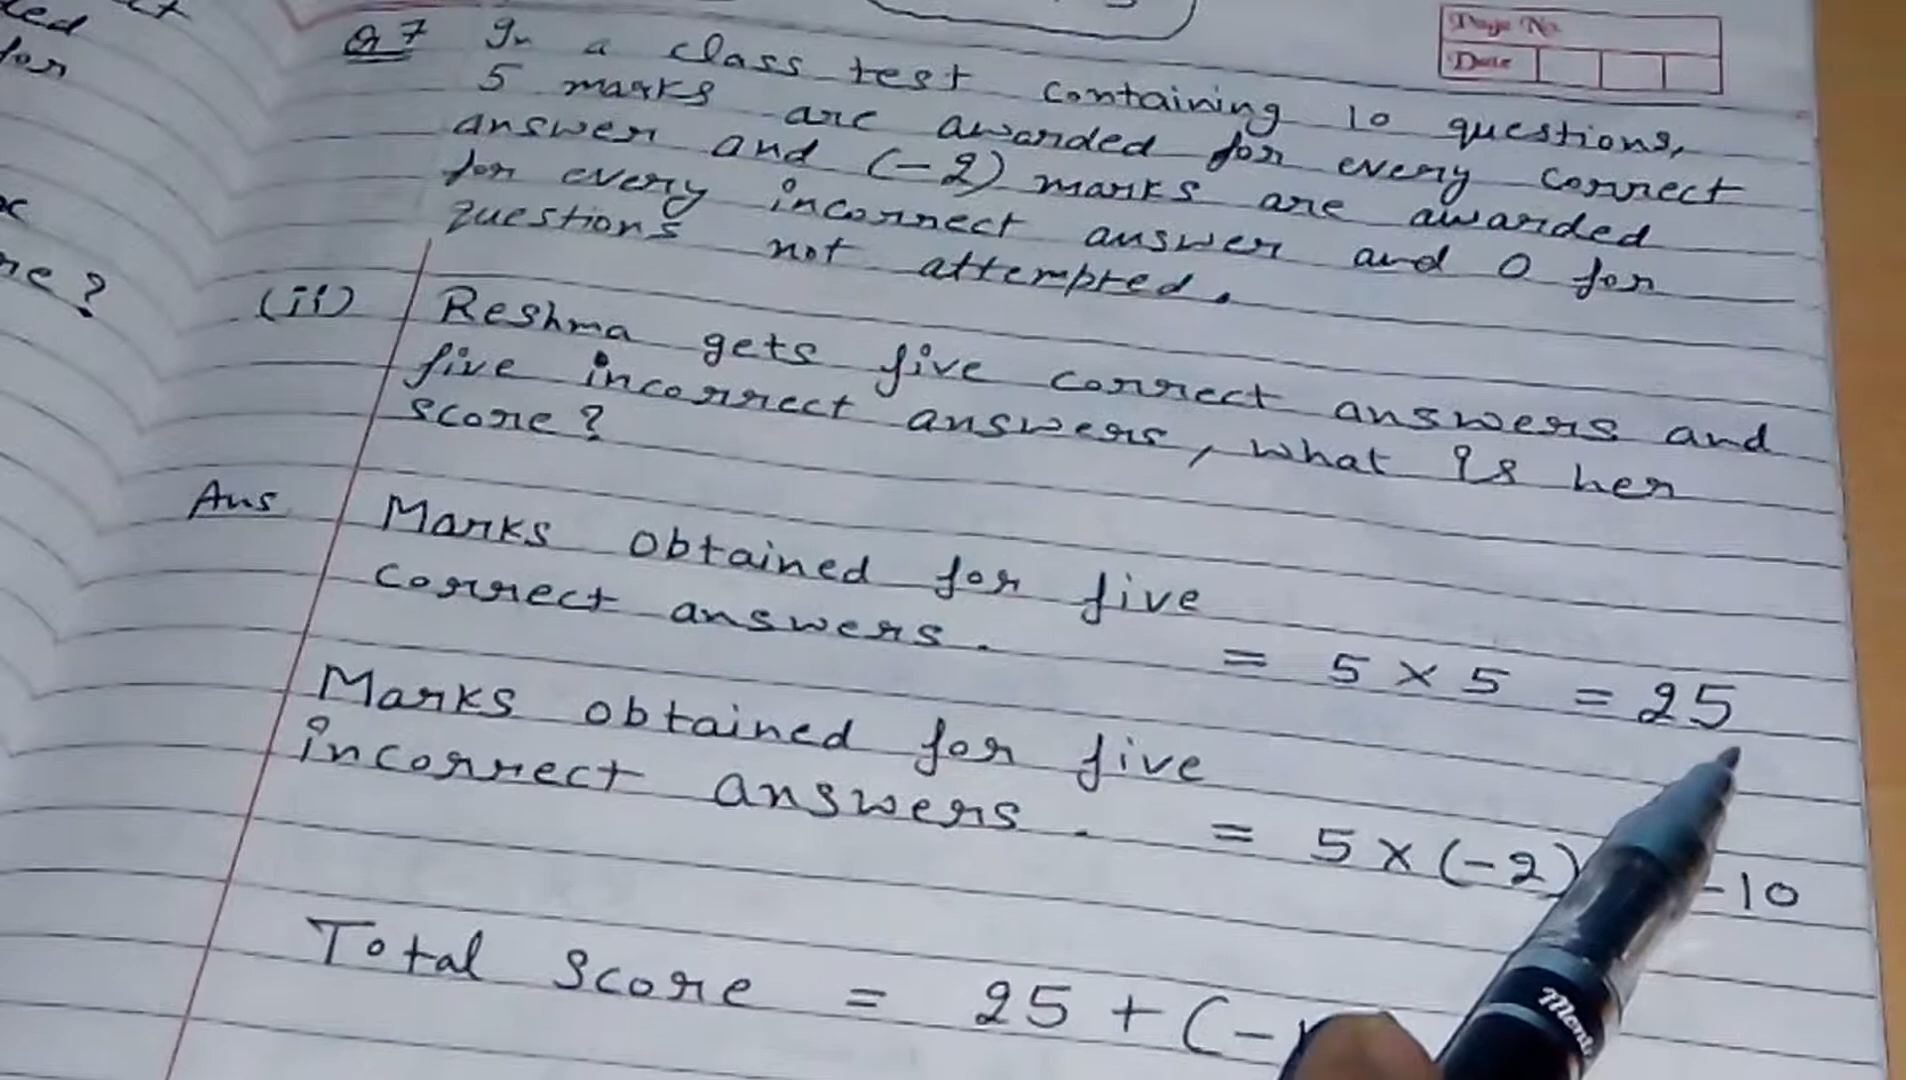 Page No.
Date
Q7 In a class test containing 10 questions,
5 marks are awarded for every correct
answer and (-2) marks are awarded
for every incorrect answer and 0 for
questions not attempted.
for
re?
(ii) Reshma gets five correct answers and
five incorrect answers, what is her
score?
Ans Marks obtained for five
correct answers. = 5 × 5 = 25
Marks obtained for five
incorrect answers. = 5 × (-2) -10
Total Score = 25 + (-